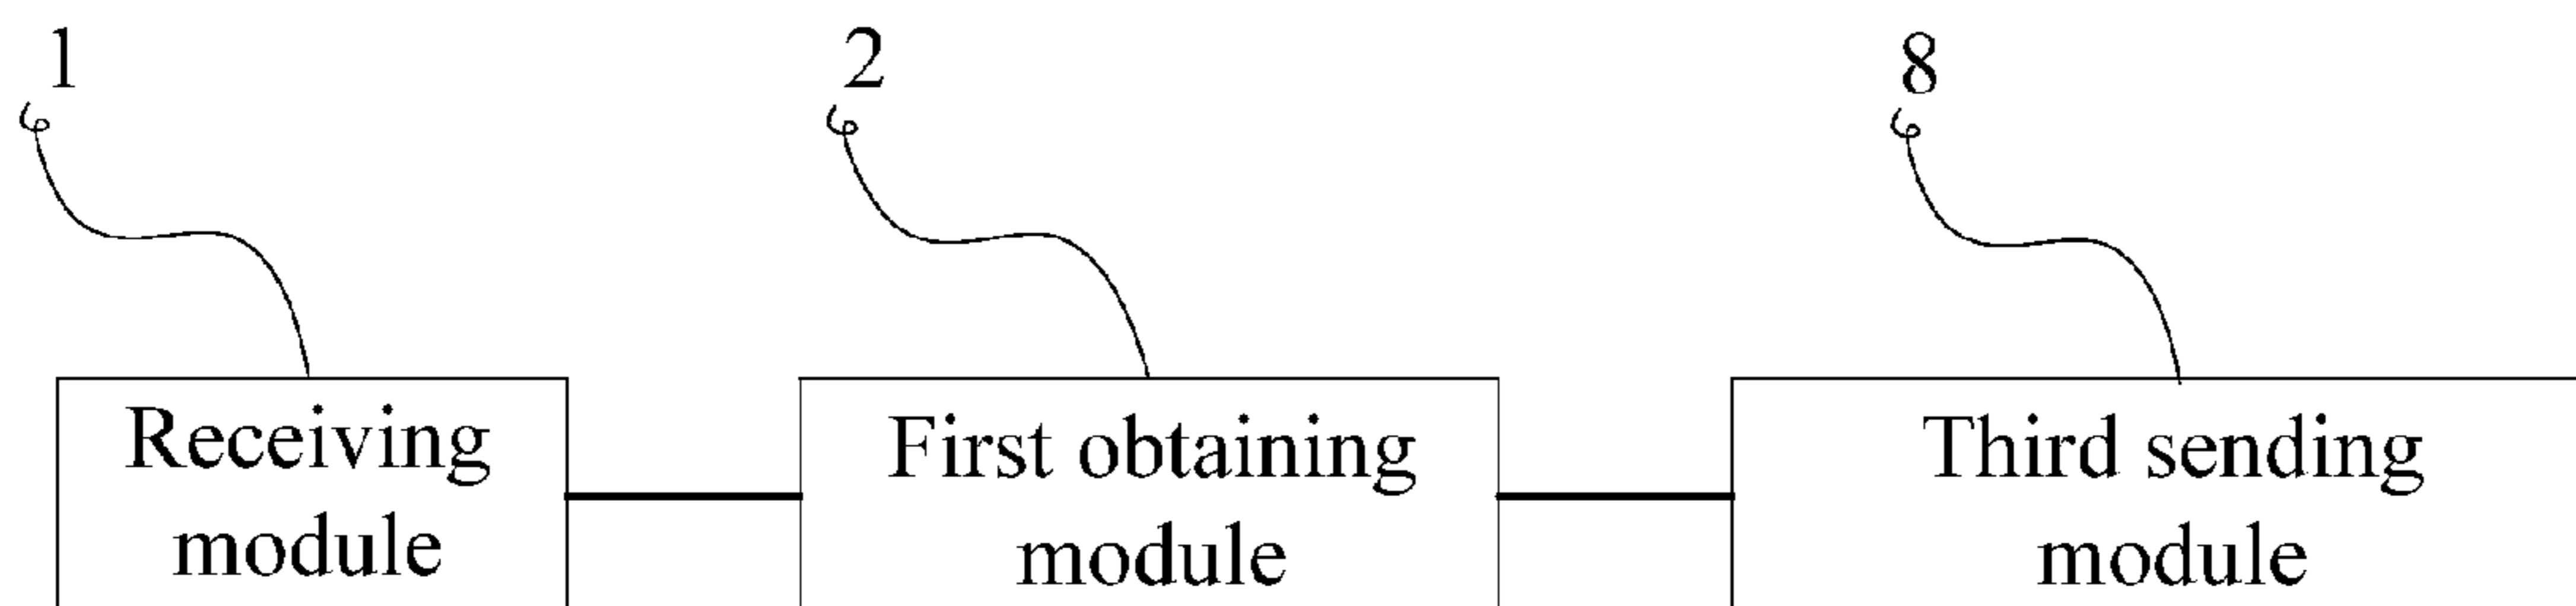 1
2
8
Receiving
module
First obtaining
module
Third sending
module